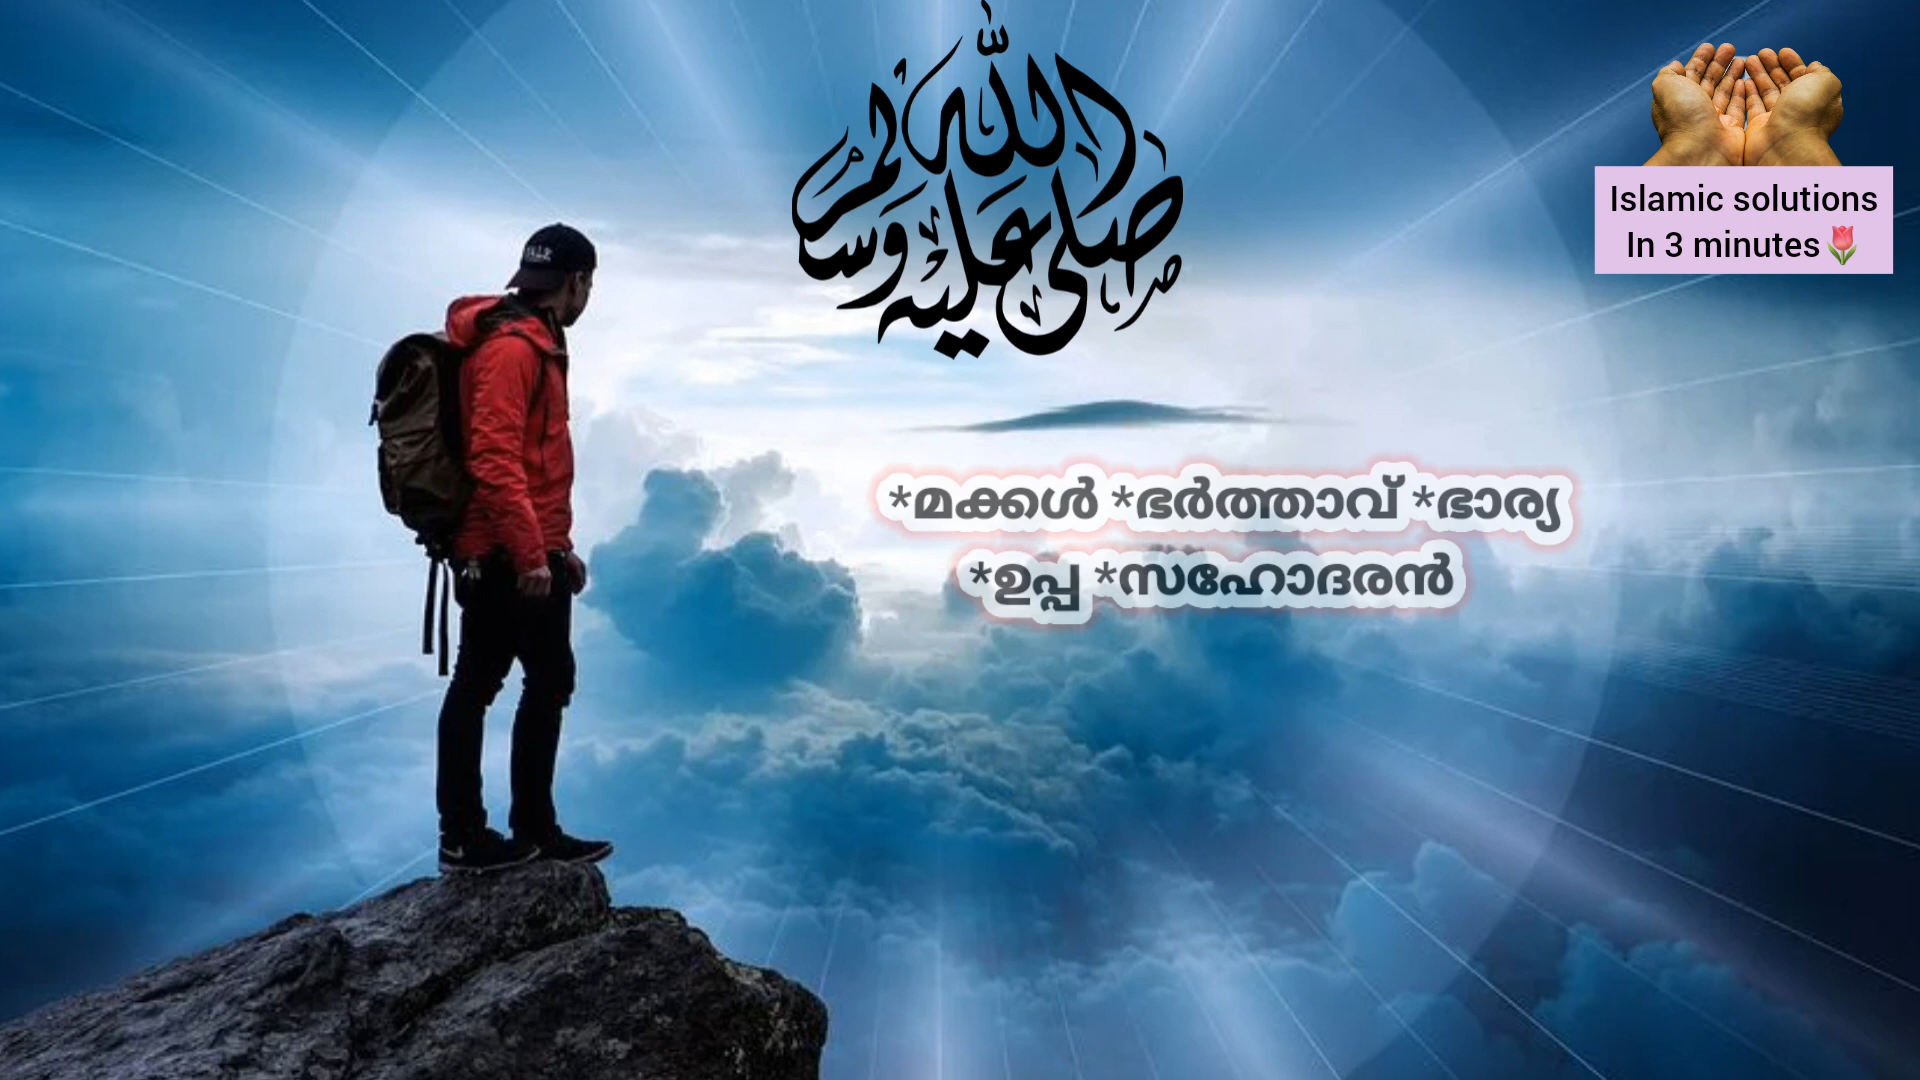 صلى الله عليه وسلم
Islamic solutions
In 3 minutes🌷
*മക്കൾ *ഭർത്താവ് *ഭാര്യ
*ഉപ്പ *സഹോദരൻ